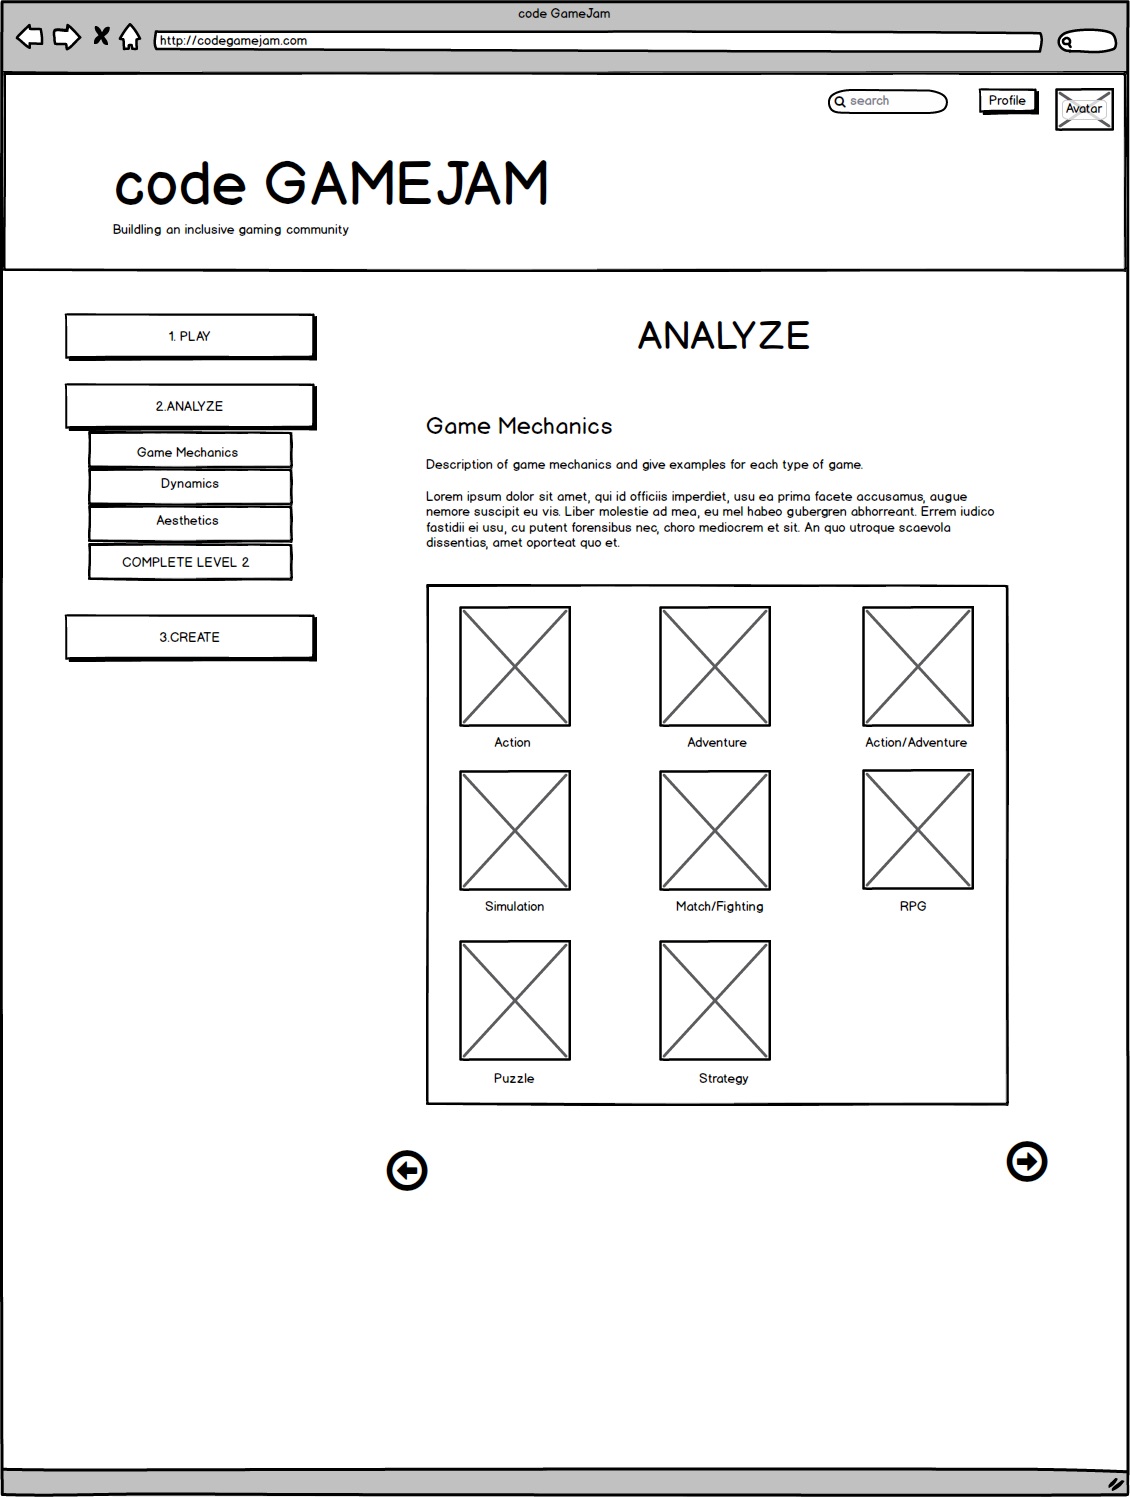 code GameJam
http://codegamejam.com
search
Profile
Avatar
code GAMEJAM
Buildling an inclusive gaming community
1. PLAY
2.ANALYZE
Game Mechanics
Dynamics
Aesthetics
COMPLETE LEVEL 2
3.CREATE
ANALYZE
Game Mechanics
Description of game mechanics and give examples for each type of game.
Lorem ipsum dolor sit amet, qui id officiis imperdiet, usu ea prima facete accusamus, augue
nemore suscipit eu vis. Liber molestie ad mea, eu mel habeo gubergren abhorreant. Errem iudico
fastidii ei usu, cu putent forensibus nec, choro mediocrem et sit. An quo utroque scaevola
dissentias, amet oporteat quo et.
Action
Adventure
Action/Adventure
Simulation
Match/Fighting
RPG
Puzzle
Strategy